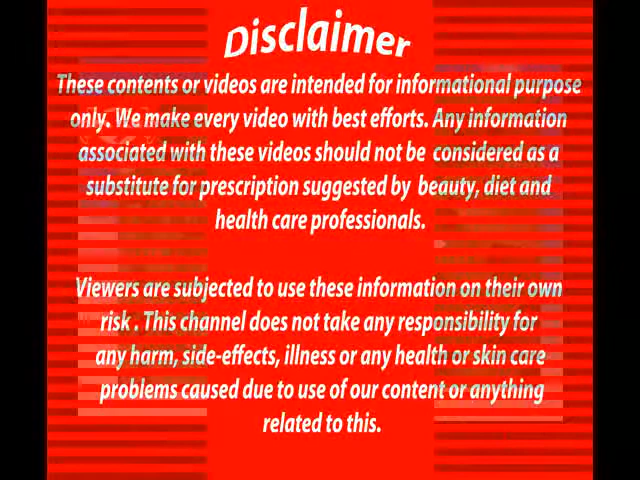 Disclaimer
These contents or videos are intended for informational purpose
only. We make every video with best efforts. Any information
associated with these videos should not be considered as a
substitute for prescription suggested by beauty, diet and
health care professionals.
Viewers are subjected to use these information on their own
risk . This channel does not take any responsibility for
any harm, side-effects, illness or any health or skin care
problems caused due to use of our content or anything
related to this.